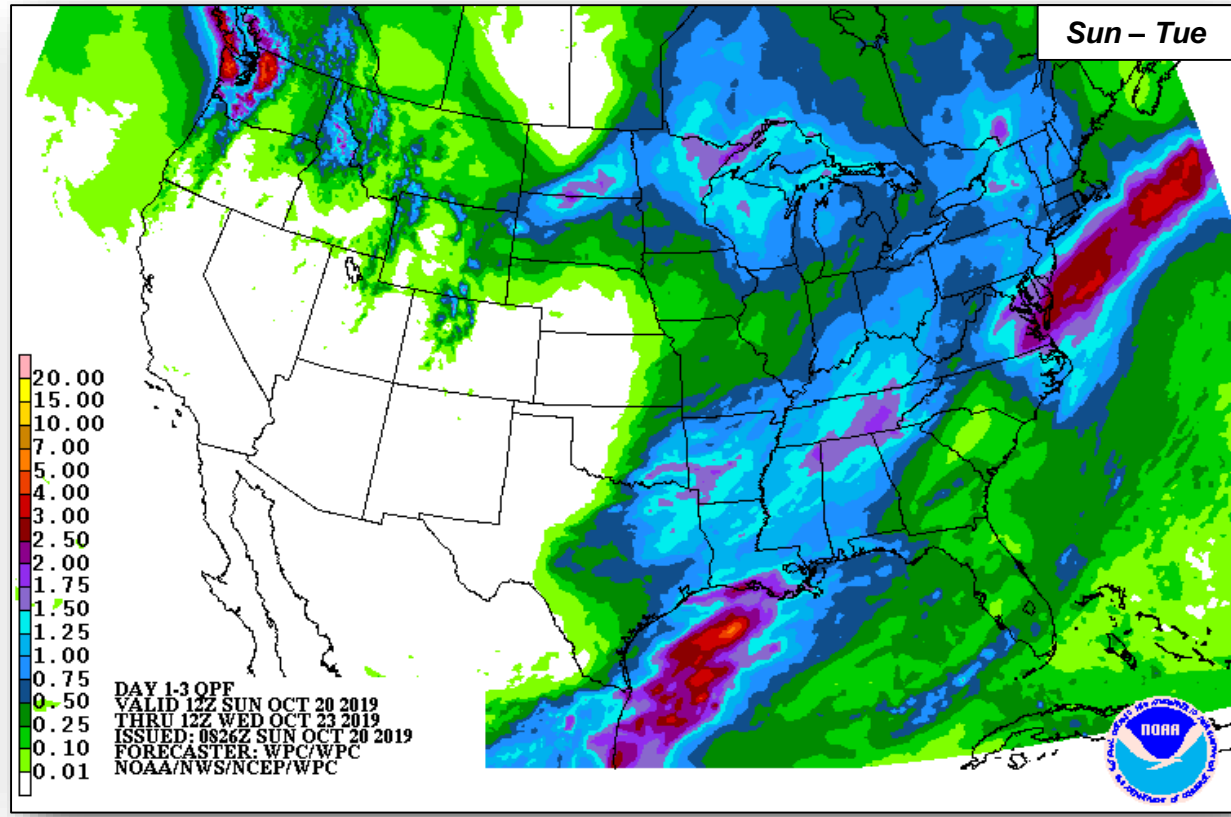 Sun – Tue
20.00
15.00
10.00
7.00
5.00
4.00
3.00
2.50
2.00
1.75
1.50
1.25
1.00
0.75
0.50
0.25
0.10
0.01
DAY 1-3 QPF
VALID 12Z SUN OCT 20 2019
THRU 12Z WED OCT 23 2019
ISSUED: 0826Z SUN OCT 20 2019
FORECASTER: WPC/WPC
NOAA/NWS/NCEP/WPC
NOAA